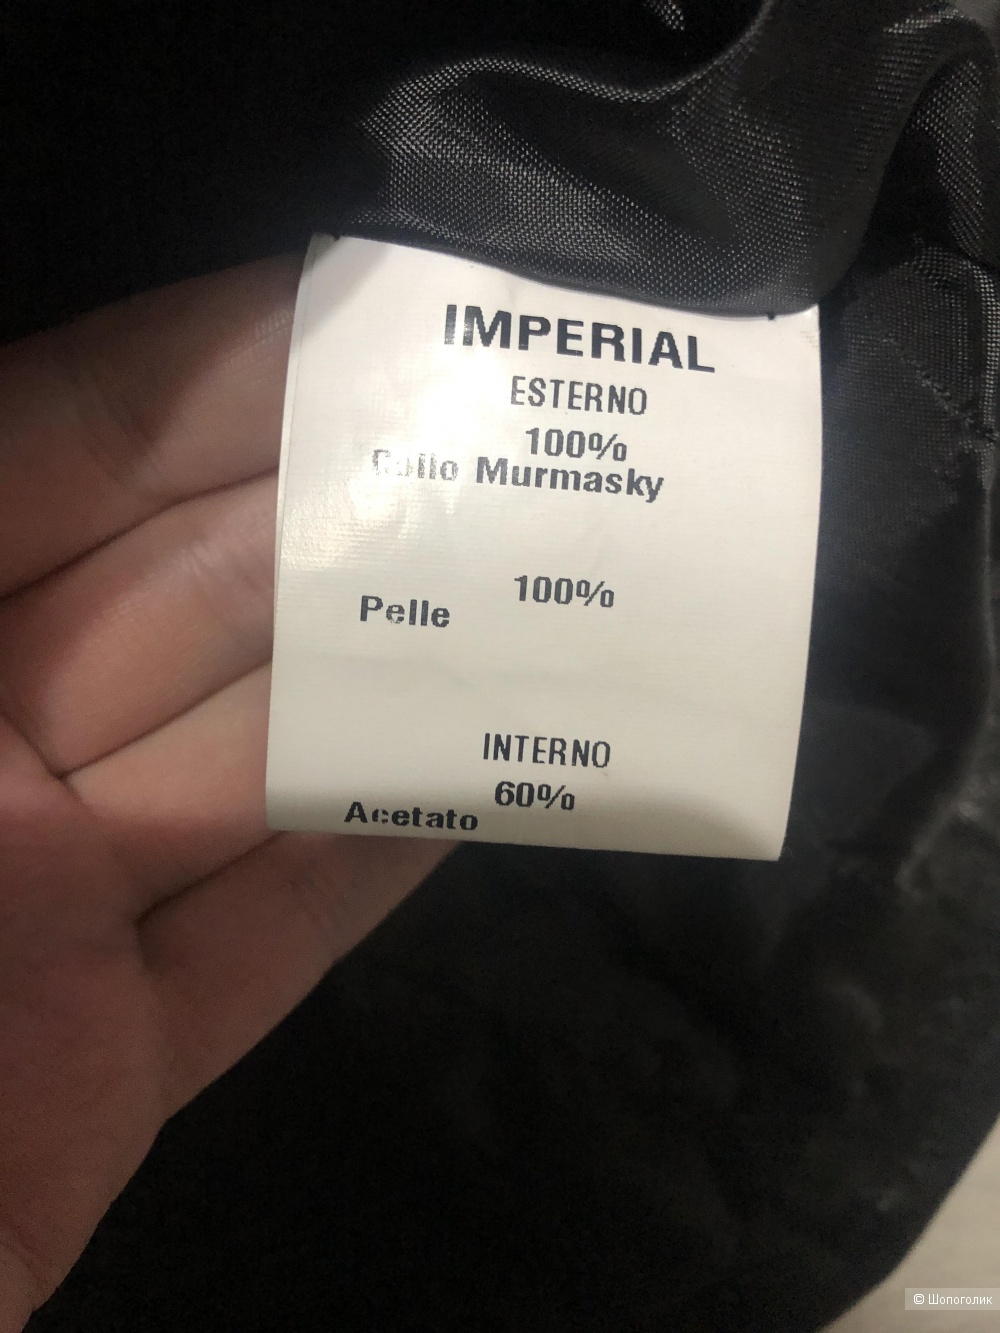 IMPERIAL
ESTERNO
100%
Murmasky
100%
Pelle
INTERNO
60%
Acetato
© Шопоголик